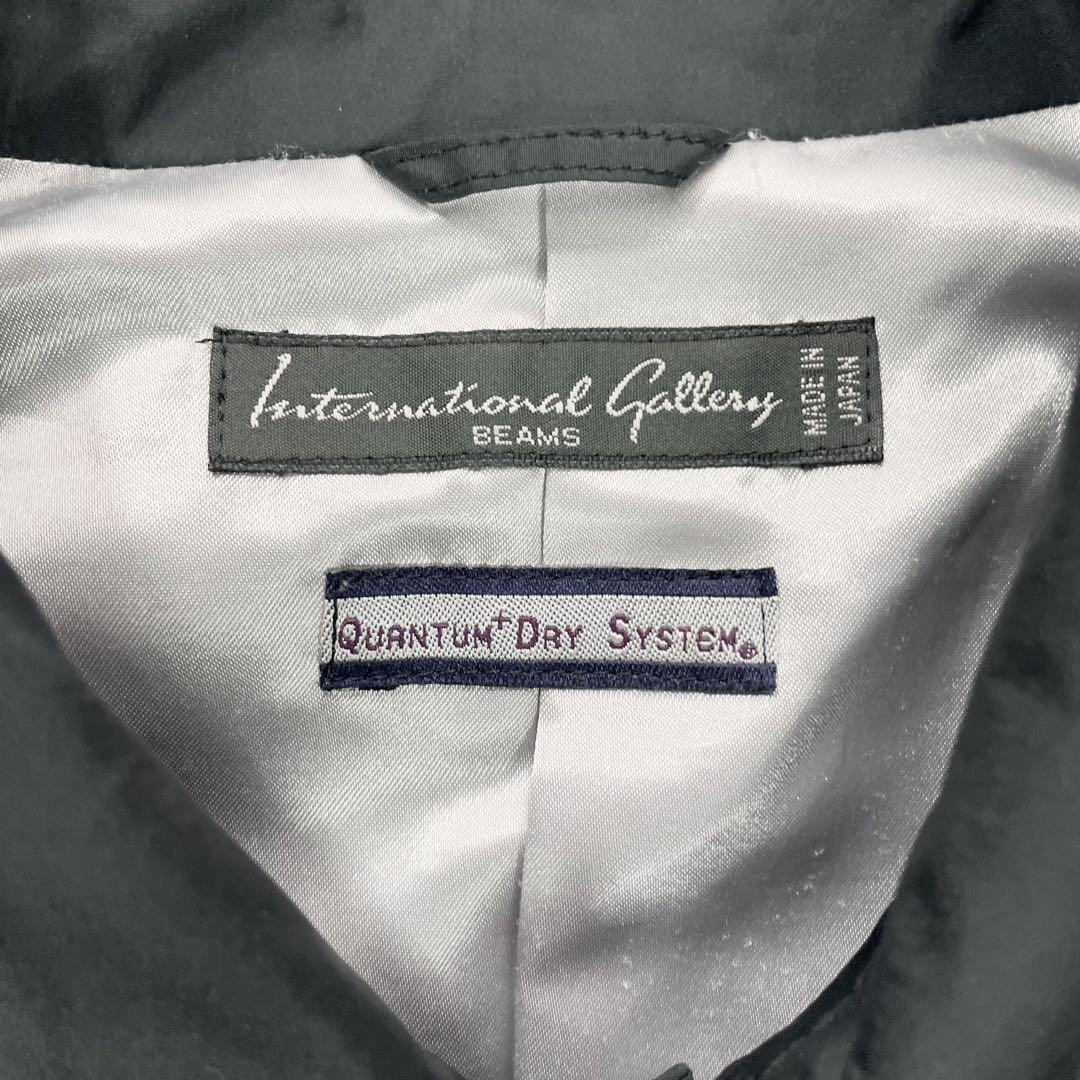 International Gallery
BEAMS
MADE IN
JAPAN
QUANTUM+ DRY SYSTEM®